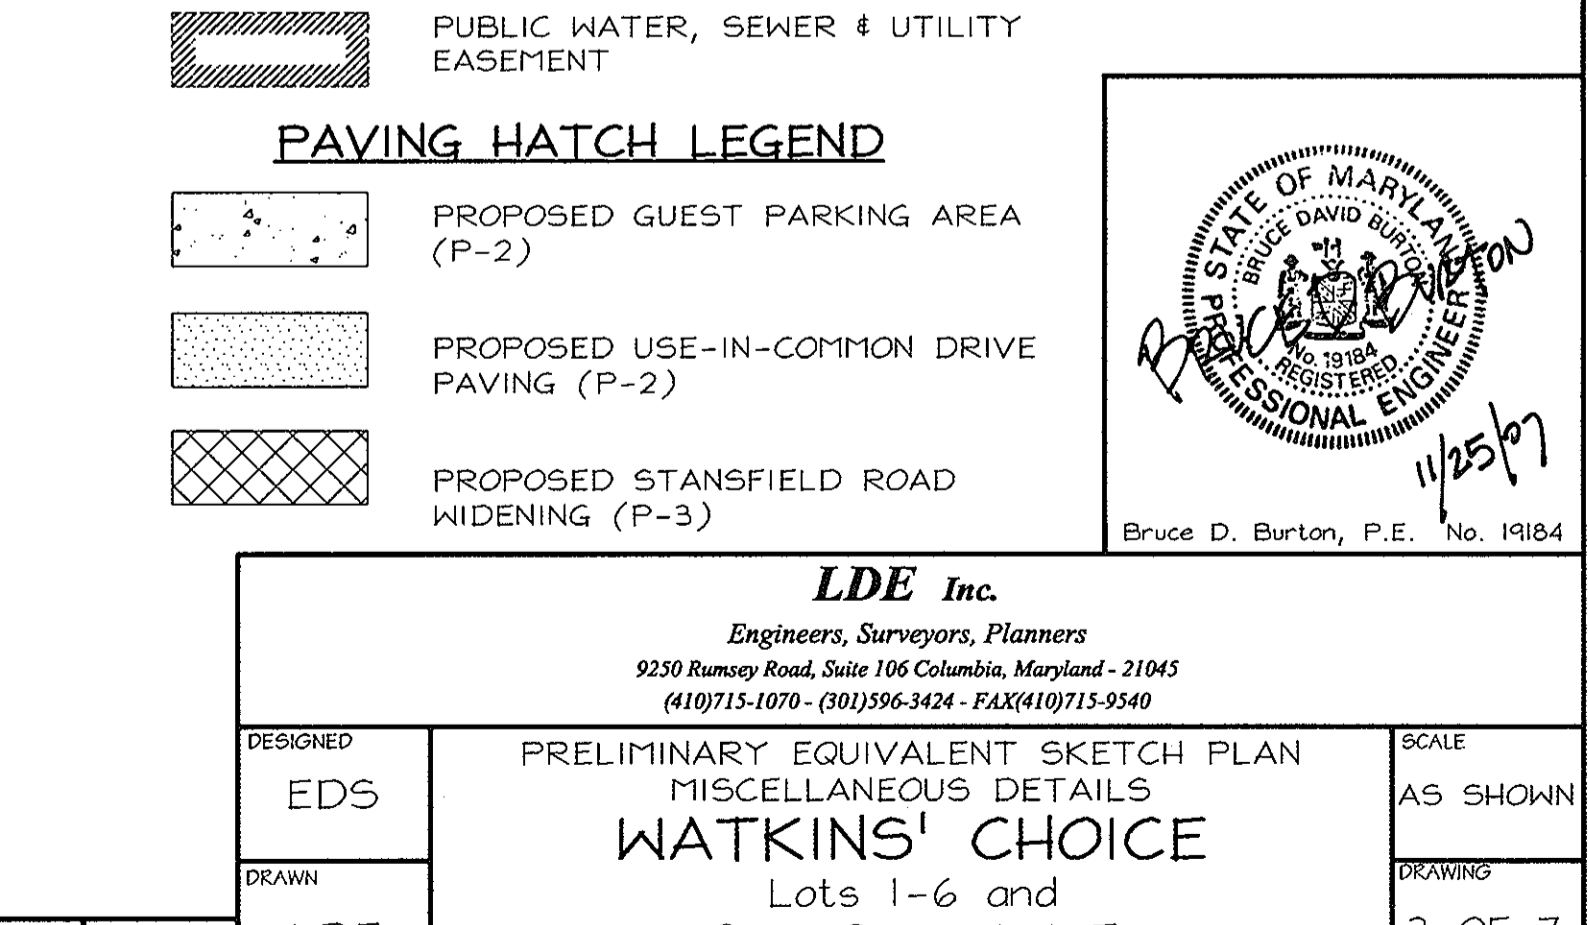 PUBLIC WATER, SEWER & UTILITY
EASEMENT
PAVING HATCH LEGEND
PROPOSED GUEST PARKING AREA
(P-2)
PROPOSED USE-IN-COMMON DRIVE
PAVING (P-2)
PROPOSED STANSFIELD ROAD
WIDENING (P-3)
STATE OF MARYLAND
BRUCE DAVID BURTON
No. 19184
REGISTERED
PROFESSIONAL ENGINEER
BRUCE D BURTON
11/25/07
Bruce D. Burton, P.E. No. 19184
LDE Inc.
Engineers, Surveyors, Planners
9250 Rumsey Road, Suite 106 Columbia, Maryland - 21045
(410)715-1070 - (301)596-3424 - FAX(410)715-9540
DESIGNED
EDS
PRELIMINARY EQUIVALENT SKETCH PLAN
MISCELLANEOUS DETAILS
WATKINS' CHOICE
Lots 1-6 and
SCALE
AS SHOWN
DRAWN
DRAWING
OF 7